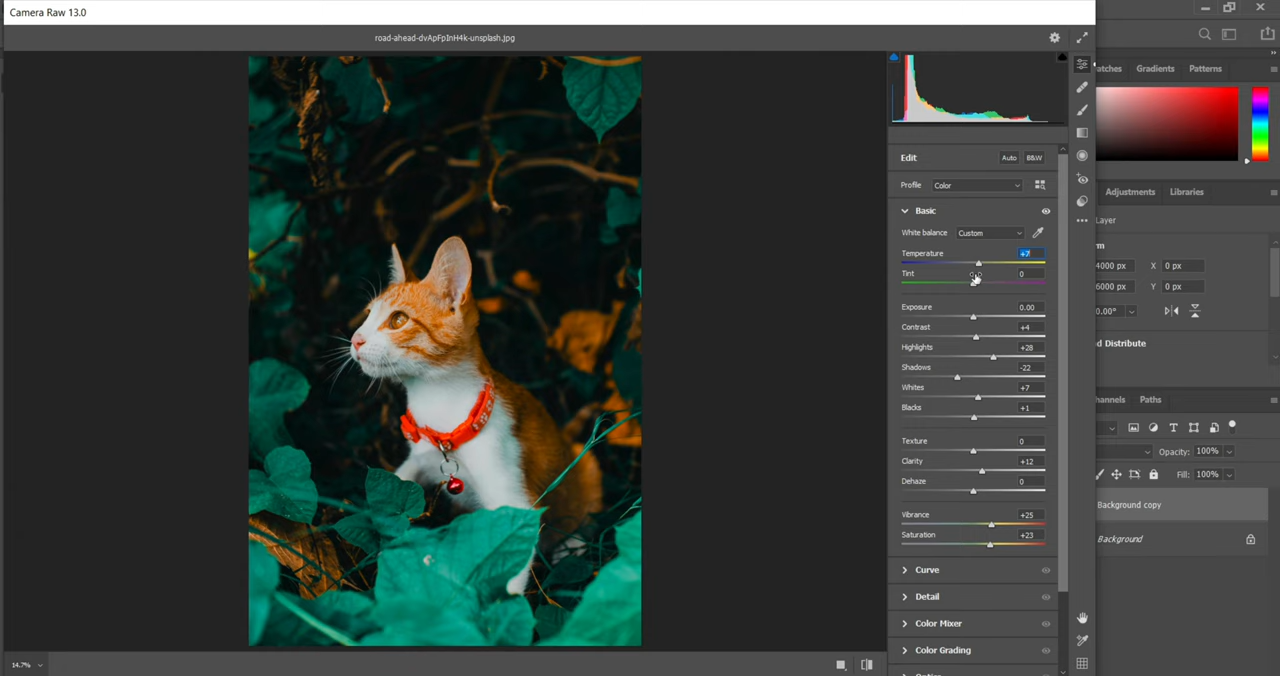 Camera Raw 13.0
road-ahead-dvApFpInH4k-unsplash.jpg
Edit
Auto
B&W
Profile
Color
Basic
White balance
Custom
Temperature
+7
Tint
0
Exposure
0.00
Contrast
+4
Highlights
+28
Shadows
-22
Whites
+7
Blacks
+1
Texture
0
Clarity
+12
Dehaze
0
Vibrance
+25
Saturation
+23
Curve
Detail
Color Mixer
Color Grading
14.7%
atches
Gradients
Patterns
Adjustments
Libraries
Layer
rm
4000 px
X
0 px
6000 px
Y
0 px
0.00°
d Distribute
hannels
Paths
Opacity:
100%
Fill:
100%
Background copy
Background